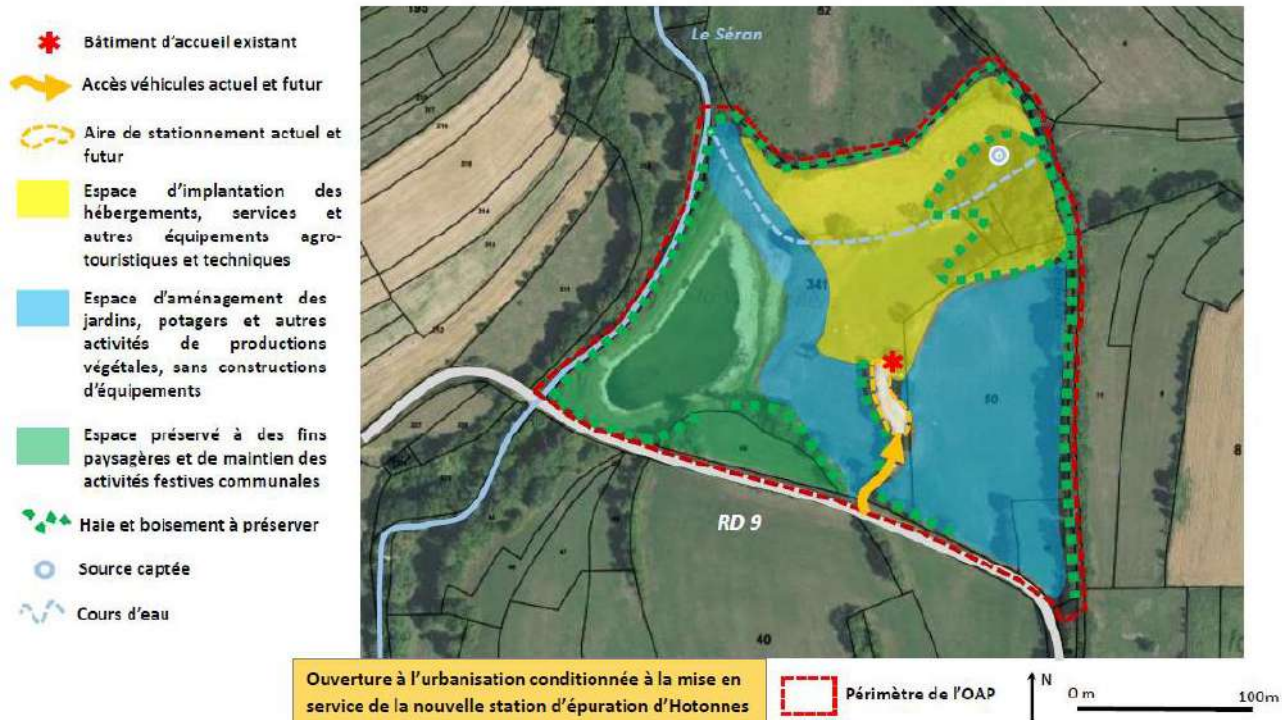 Bâtiment d'accueil existant
Accès véhicules actuel et futur
Aire de stationnement actuel et
futur
Espace d'implantation des
hébergements, services et
autres équipements agro-
touristiques et techniques
Espace d'aménagement des
jardins, potagers et autres
activités de productions
végétales, sans constructions
d'équipements
Espace préservé à des fins
paysagères et de maintien des
activités festives communales
Haie et boisement à préserver
Source captée
Cours d'eau
Le Séran
341
50
RD 9
40
8
Ouverture à l'urbanisation conditionnée à la mise en
service de la nouvelle station d'épuration d'Hotonnes
Périmètre de l'OAP
N
0 m
100m